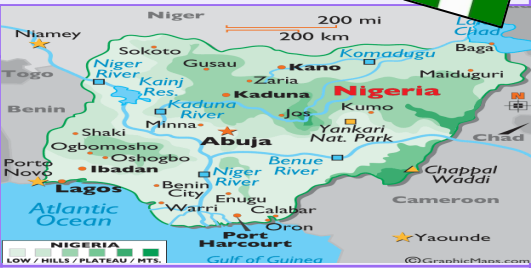 Niger
200 mi
200 km
Niamey
Lake
Chad
Sokoto
Komadugu
Baga
Niger
River
Gusau
Kano
Maiduguri
Togo
Kainj
Res.
Zaria
Kaduna
Nigeria
Benin
Kaduna
River
Jos
Kumo
Minna
Yankari
Nat. Park
Chad
Shaki
Abuja
Ogbomosho
Oshogbo
Benue
River
Porto
Novo
Ibadan
Niger
River
Chappal
Waddi
Lagos
Benin
City
Enugu
Cameroon
Atlantic
Ocean
Warri
Calabar
Oron
Port
Harcourt
Yaounde
NIGERIA
LOW / HILLS / PLATEAU / MTS.
Gulf of Guinea
©GraphicMaps.com